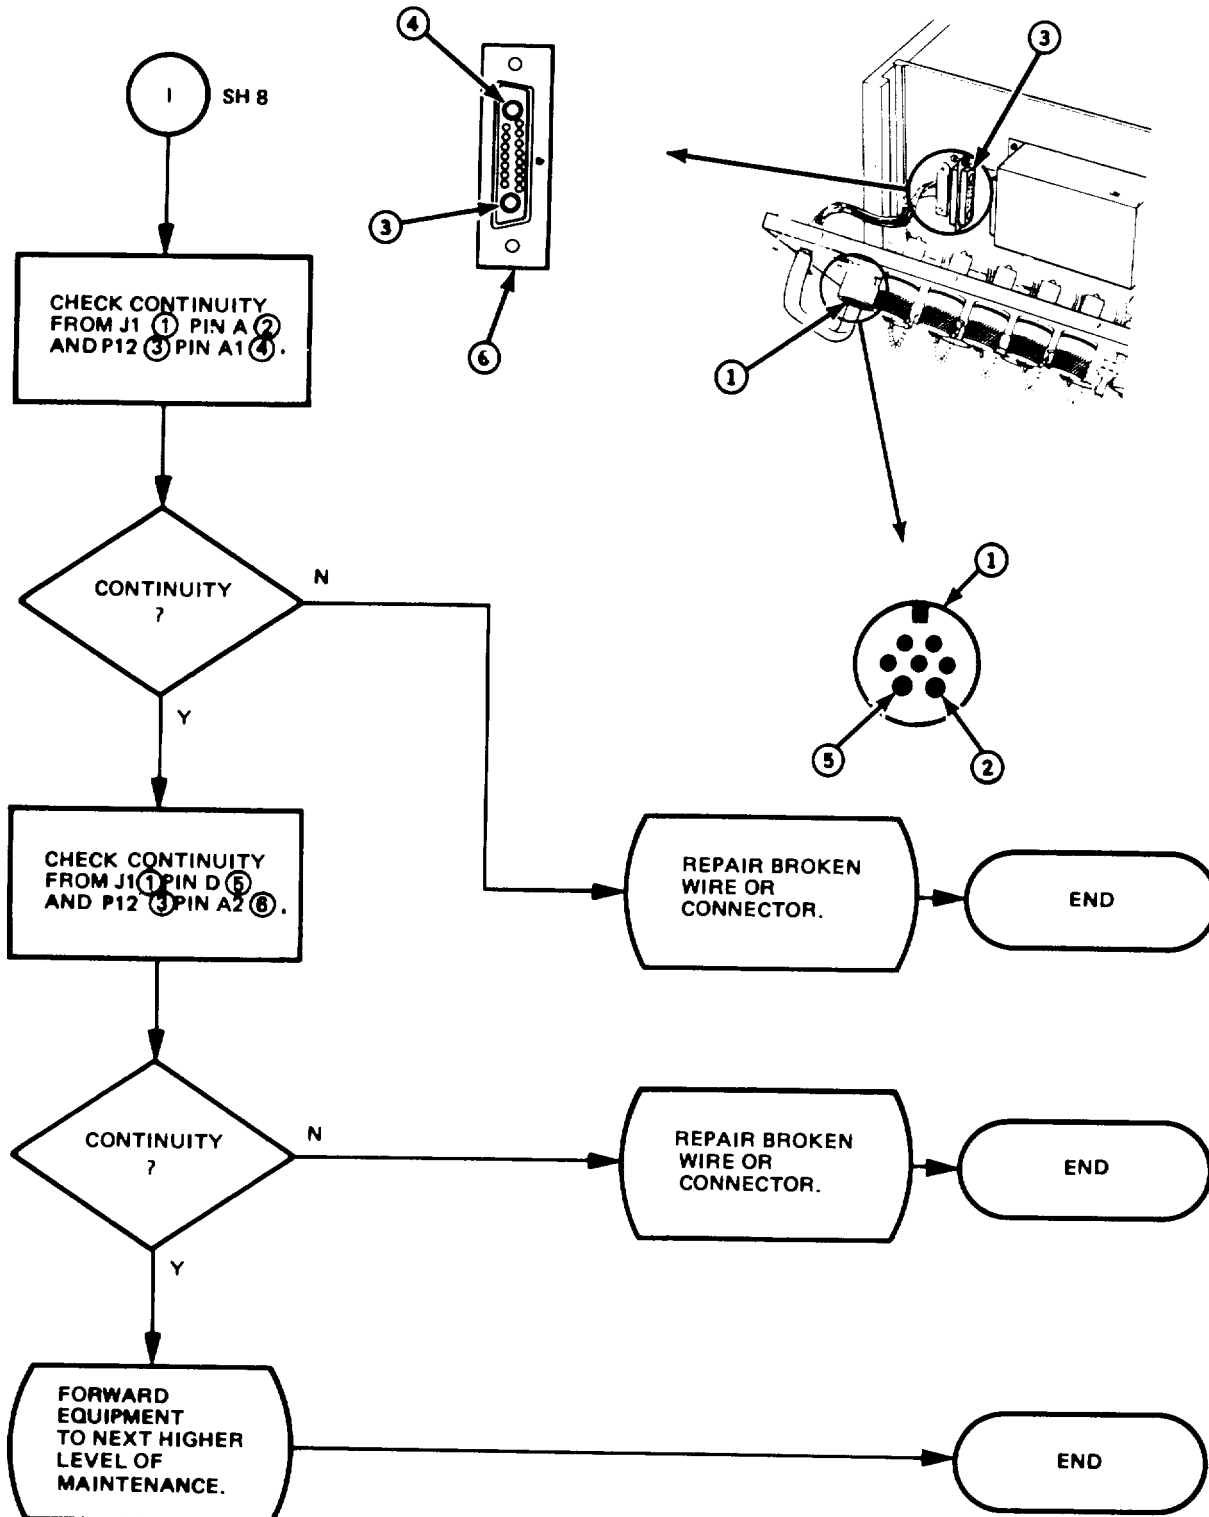 4
3
I SH 8
3
6
1
CHECK CONTINUITY
FROM J1 1 PIN A 2
AND P12 3 PIN A1 4.
CONTINUITY
?
N
Y
1
5
2
CHECK CONTINUITY
FROM J1 1 PIN D 5
AND P12 3 PIN A2 6.
REPAIR BROKEN
WIRE OR
CONNECTOR.
END
CONTINUITY
?
N
Y
REPAIR BROKEN
WIRE OR
CONNECTOR.
END
FORWARD
EQUIPMENT
TO NEXT HIGHER
LEVEL OF
MAINTENANCE.
END